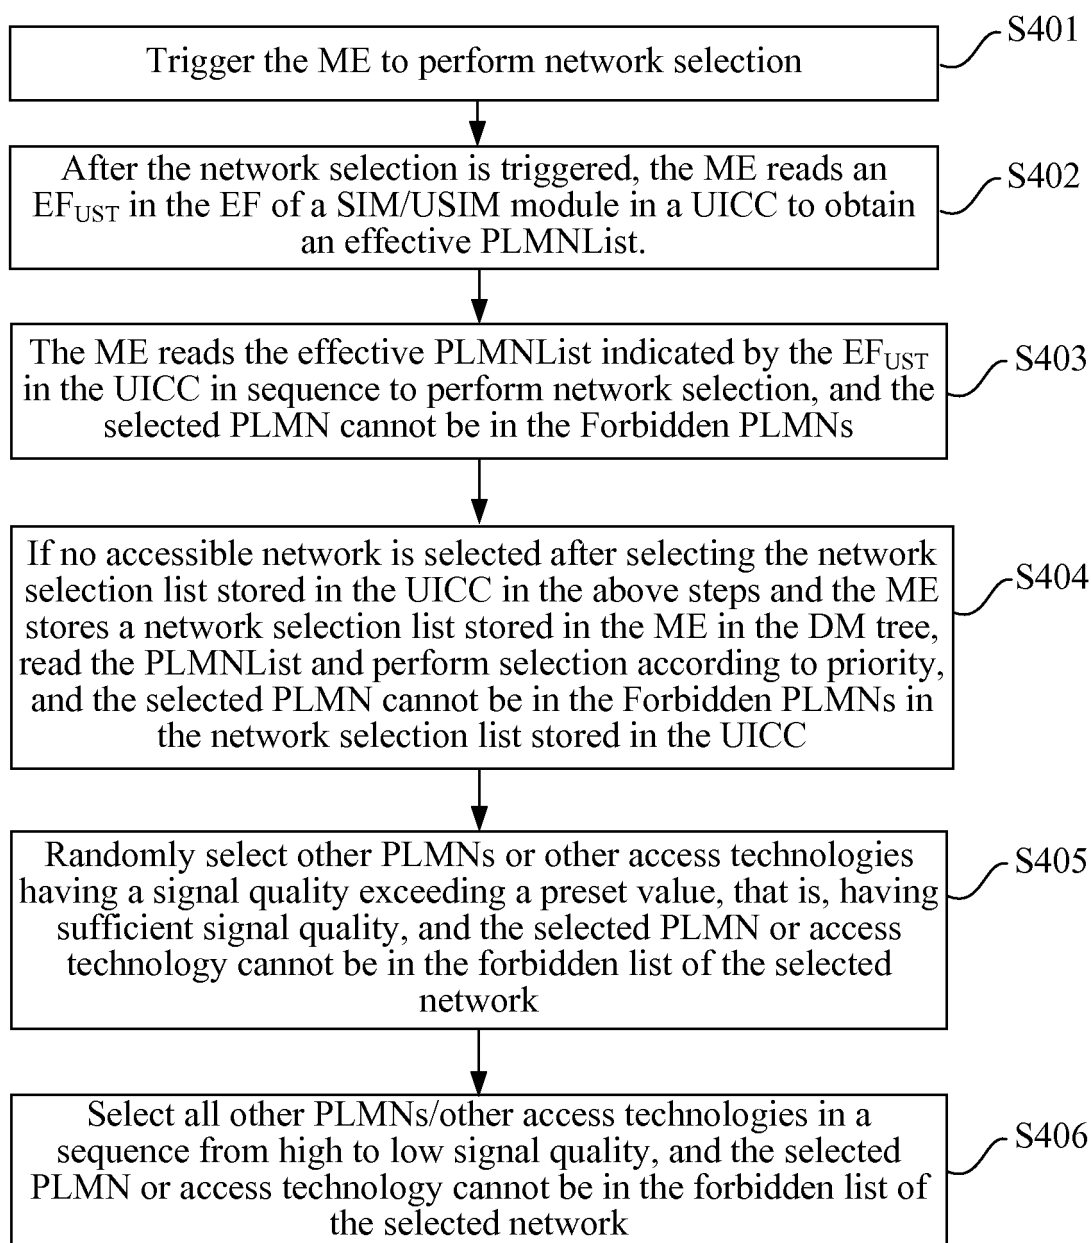 S401
Trigger the ME to perform network selection
S402
After the network selection is triggered, the ME reads an
EFUST in the EF of a SIM/USIM module in a UICC to obtain
an effective PLMNList.
S403
The ME reads the effective PLMNList indicated by the EFUST
in the UICC in sequence to perform network selection, and the
selected PLMN cannot be in the Forbidden PLMNs
S404
If no accessible network is selected after selecting the network
selection list stored in the UICC in the above steps and the ME
stores a network selection list stored in the ME in the DM tree,
read the PLMNList and perform selection according to priority,
and the selected PLMN cannot be in the Forbidden PLMNs in
the network selection list stored in the UICC
S405
Randomly select other PLMNs or other access technologies
having a signal quality exceeding a preset value, that is, having
sufficient signal quality, and the selected PLMN or access
technology cannot be in the forbidden list of the selected
network
S406
Select all other PLMNs/other access technologies in a
sequence from high to low signal quality, and the selected
PLMN or access technology cannot be in the forbidden list of
the selected network